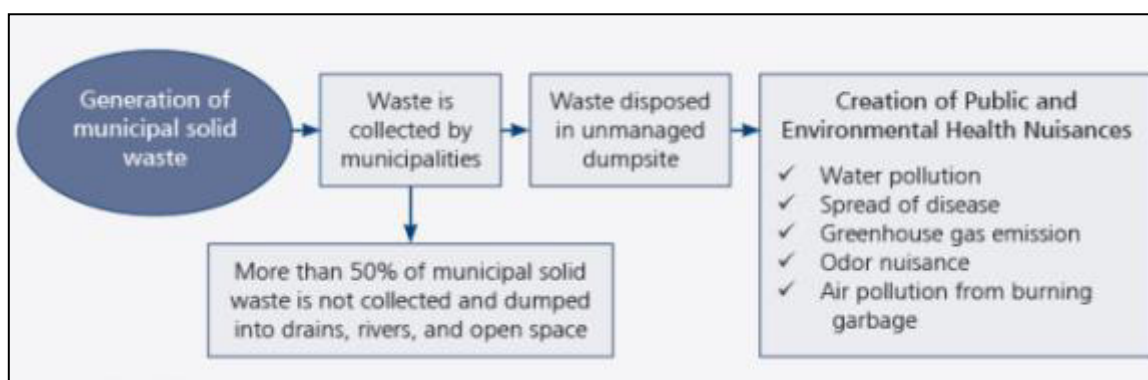 Generation of
municipal solid
waste
Waste is
collected by
municipalities
Waste disposed
in unmanaged
dumpsite
Creation of Public and
Environmental Health Nuisances
✓ Water pollution
✓ Spread of disease
✓ Greenhouse gas emission
✓ Odor nuisance
✓ Air pollution from burning
garbage
More than 50% of municipal solid
waste is not collected and dumped
into drains, rivers, and open space